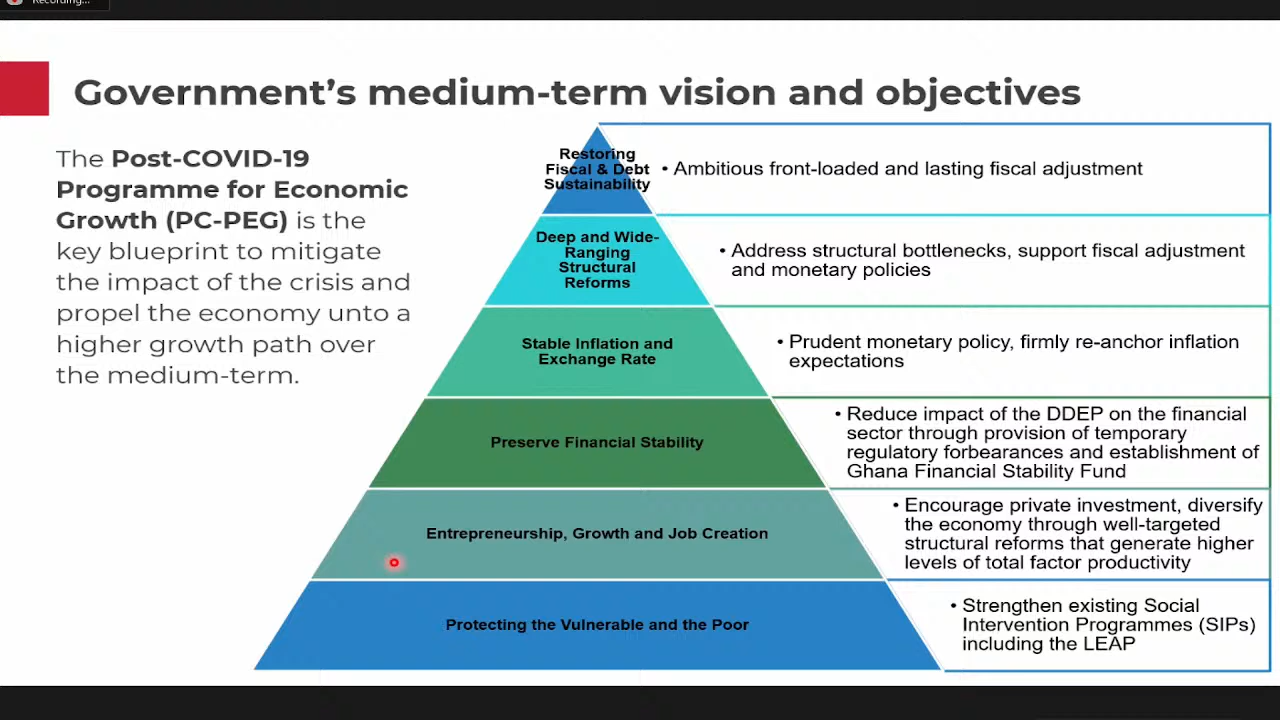 Recording...
Government's medium-term vision and objectives
The Post-COVID-19
Programme for Economic
Growth (PC-PEG) is the
key blueprint to mitigate
the impact of the crisis and
propel the economy unto a
higher growth path over
the medium-term.
Restoring
Fiscal & Debt
Sustainability
• Ambitious front-loaded and lasting fiscal adjustment
Deep and Wide-
Ranging
Structural
Reforms
• Address structural bottlenecks, support fiscal adjustment
and monetary policies
Stable Inflation and
Exchange Rate
• Prudent monetary policy, firmly re-anchor inflation
expectations
Preserve Financial Stability
• Reduce impact of the DDEP on the financial
sector through provision of temporary
regulatory forbearances and establishment of
Ghana Financial Stability Fund
Entrepreneurship, Growth and Job Creation
• Encourage private investment, diversify
the economy through well-targeted
structural reforms that generate higher
levels of total factor productivity
Protecting the Vulnerable and the Poor
• Strengthen existing Social
Intervention Programmes (SIPs)
including the LEAP